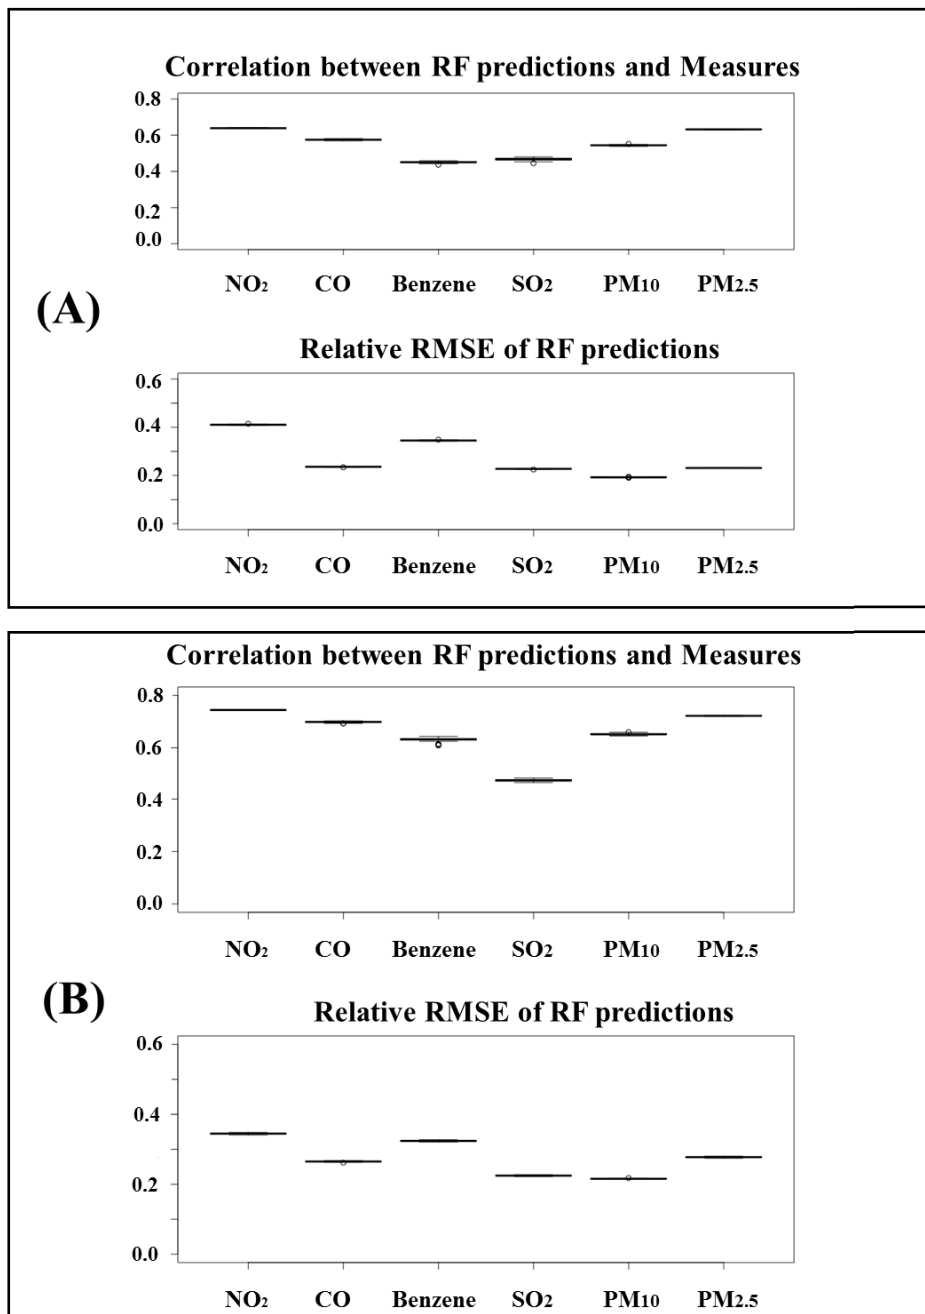 Correlation between RF predictions and Measures
0.8
0.6
0.4
0.2
0.0
NO2 CO Benzene SO2 PM10 PM2.5
(A)
Relative RMSE of RF predictions
0.6
0.4
0.2
0.0
NO2 CO Benzene SO2 PM10 PM2.5
Correlation between RF predictions and Measures
0.8
0.6
0.4
0.2
0.0
NO2 CO Benzene SO2 PM10 PM2.5
(B)
Relative RMSE of RF predictions
0.6
0.4
0.2
0.0
NO2 CO Benzene SO2 PM10 PM2.5